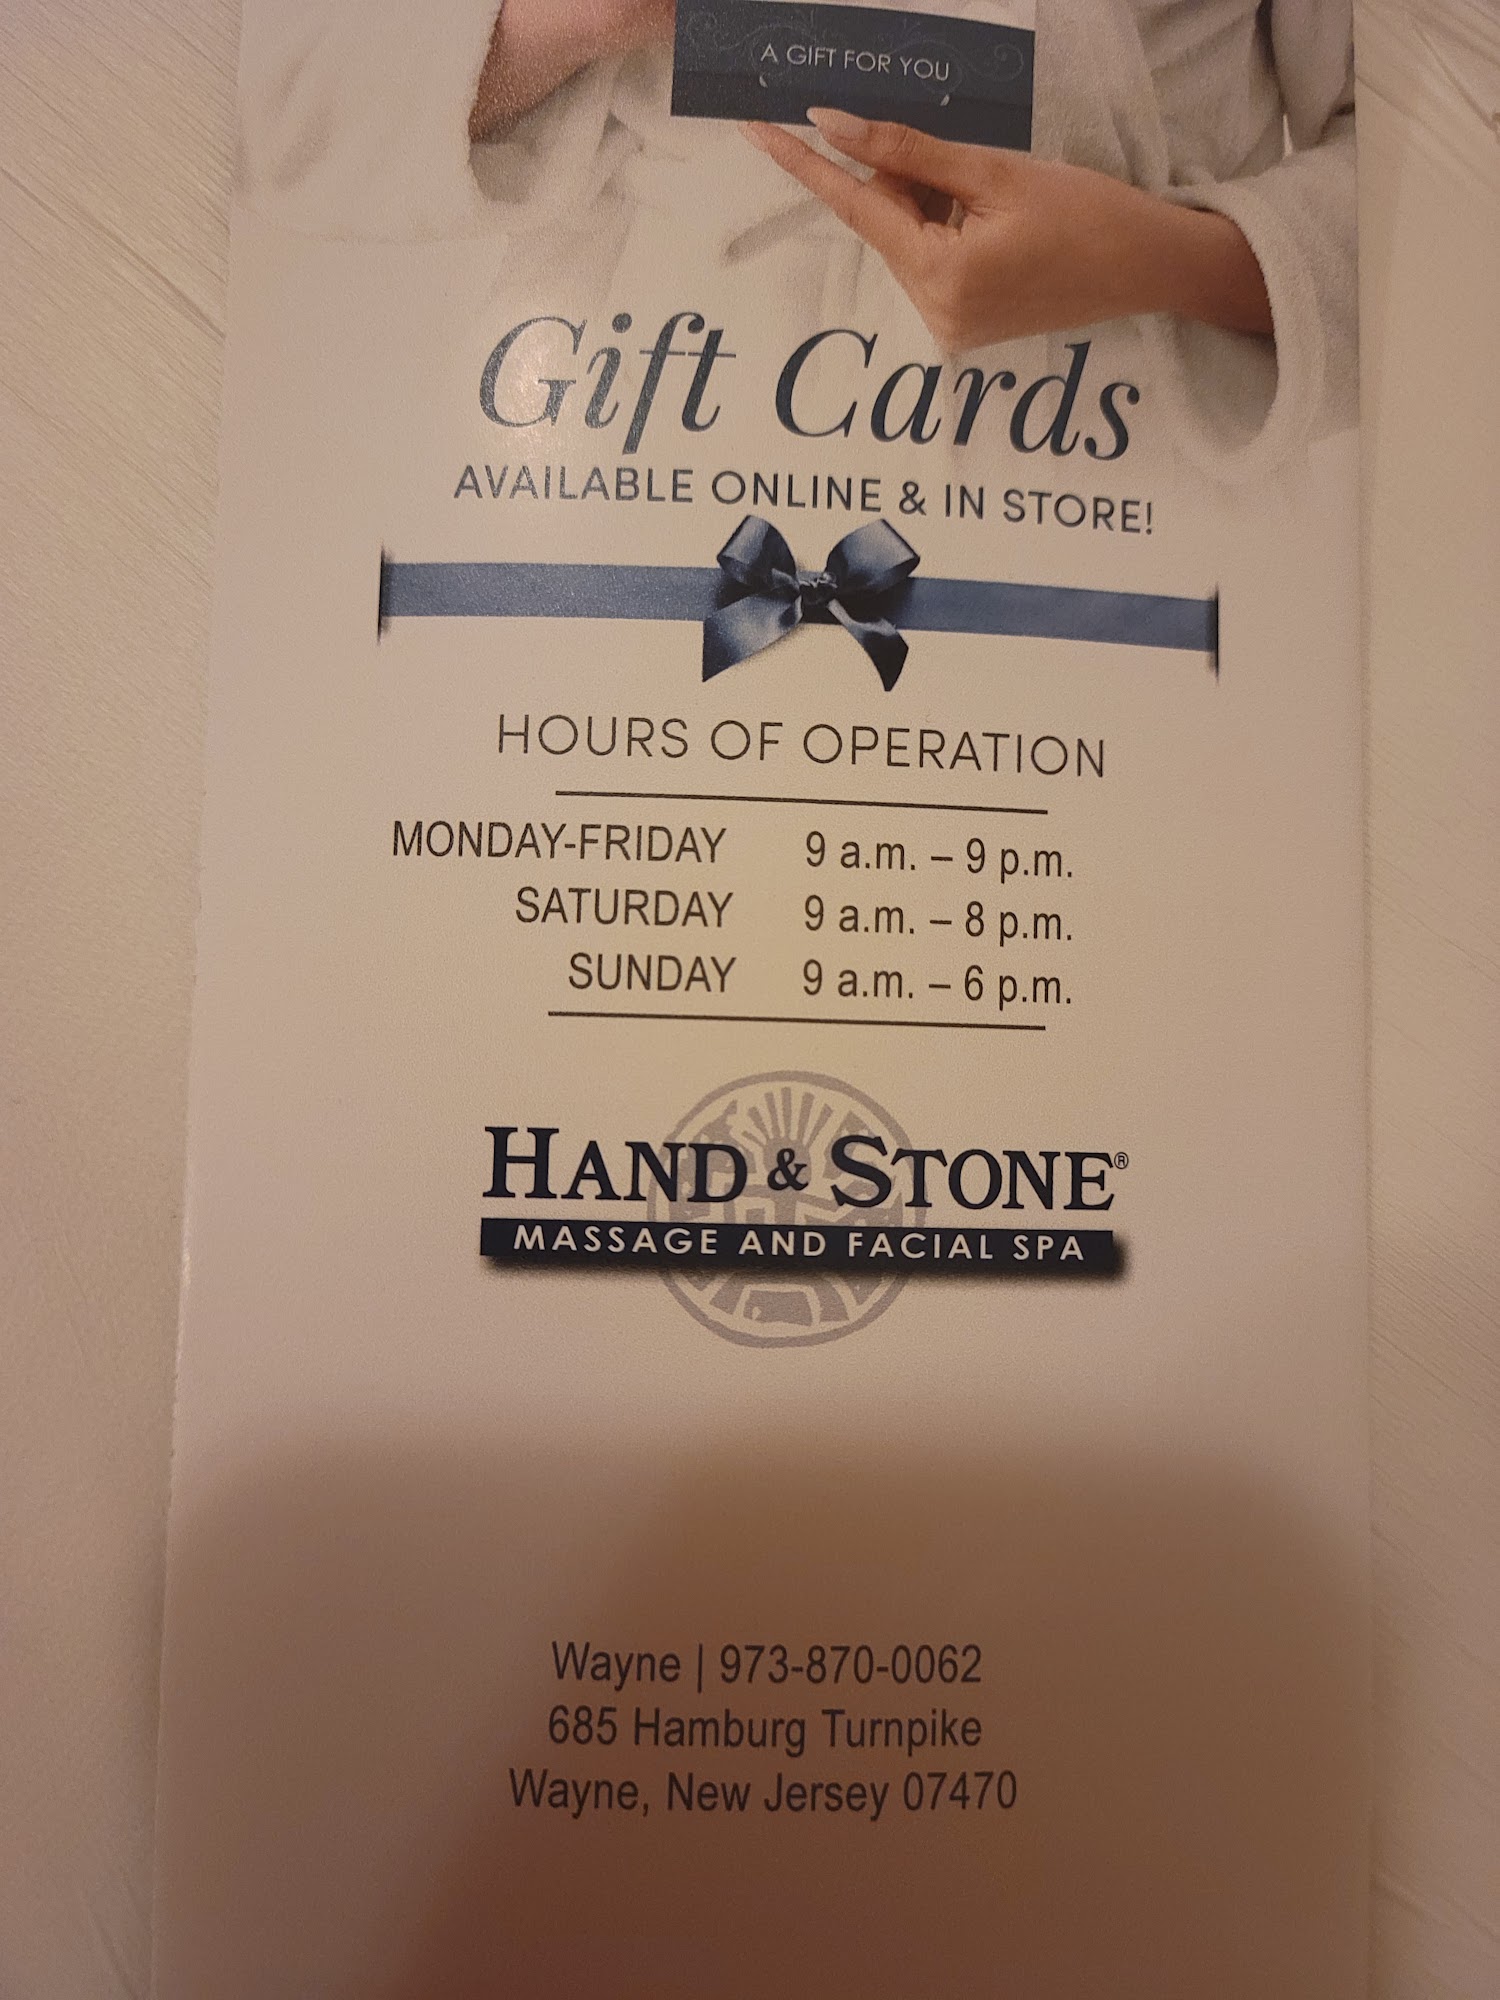 A GIFT FOR YOU
Gift Cards
AVAILABLE ONLINE & IN STORE!
HOURS OF OPERATION
MONDAY-FRIDAY 9 a.m. – 9 p.m.
SATURDAY 9 a.m. – 8 p.m.
SUNDAY 9 a.m. – 6 p.m.
HAND & STONE®
MASSAGE AND FACIAL SPA
Wayne | 973-870-0062
685 Hamburg Turnpike
Wayne, New Jersey 07470